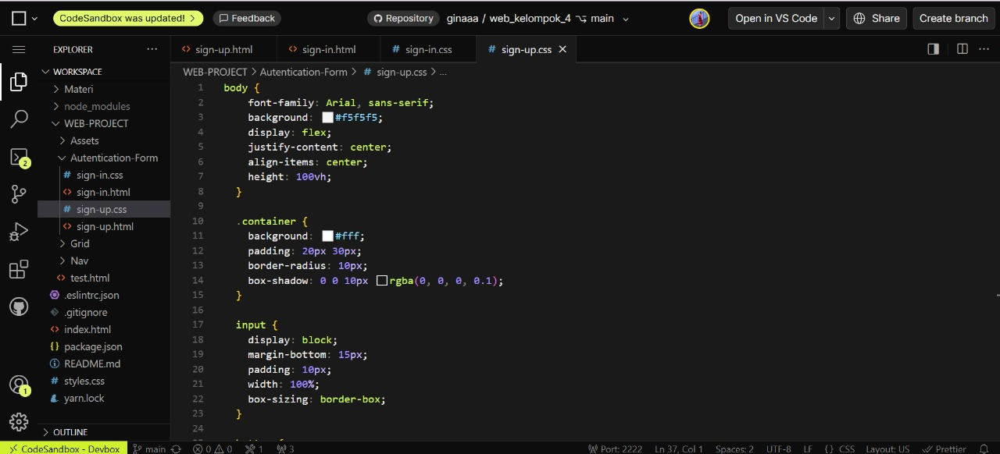 CodeSandbox was updated!
Feedback
Repository
ginaaa / web_kelompok_4
main
Open in VS Code
Share
Create branch
EXPLORER
sign-up.html
sign-in.html
# sign-in.css
# sign-up.css
WORKSPACE
Materi
node_modules
WEB-PROJECT
Assets
Autentication-Form
# sign-in.css
sign-in.html
# sign-up.css
sign-up.html
Grid
Nav
test.html
.eslintrc.json
.gitignore
index.html
{} package.json
README.md
# styles.css
yarn.lock
OUTLINE
2
1
WEB-PROJECT > Autentication-Form > # sign-up.css > ...
1 body {
2 font-family: Arial, sans-serif;
3 background: #f5f5f5;
4 display: flex;
5 justify-content: center;
6 align-items: center;
7 height: 100vh;
8 }
9
10 .container {
11 background: #fff;
12 padding: 20px 30px;
13 border-radius: 10px;
14 box-shadow: 0 0 10px rgba(0, 0, 0, 0.1);
15 }
16
17 input {
18 display: block;
19 margin-bottom: 15px;
20 padding: 10px;
21 width: 100%;
22 box-sizing: border-box;
23 }
24
CodeSandbox - Devbox
main
0
0
1
3
Port: 2222
Ln 37, Col 1
Spaces: 2
UTF-8
LF
{} CSS
Layout: US
Prettier